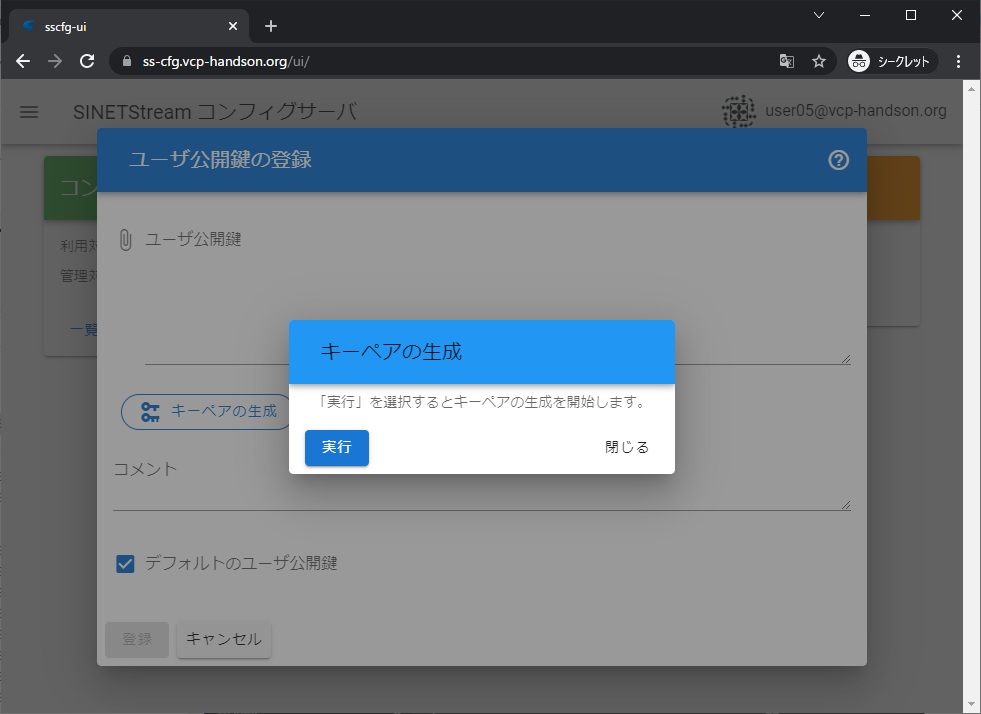 sscfg-ui
ss-cfg.vcp-handson.org/ui/
シークレット
SINETStream コンフィグサーバ
user05@vcp-handson.org
ユーザ公開鍵の登録
コン
ユーザ公開鍵
利用対
管理対
一覧
キーペアの生成
「実行」を選択するとキーペアの生成を開始します。
キーペアの生成
実行
閉じる
コメント
デフォルトのユーザ公開鍵
登録
キャンセル